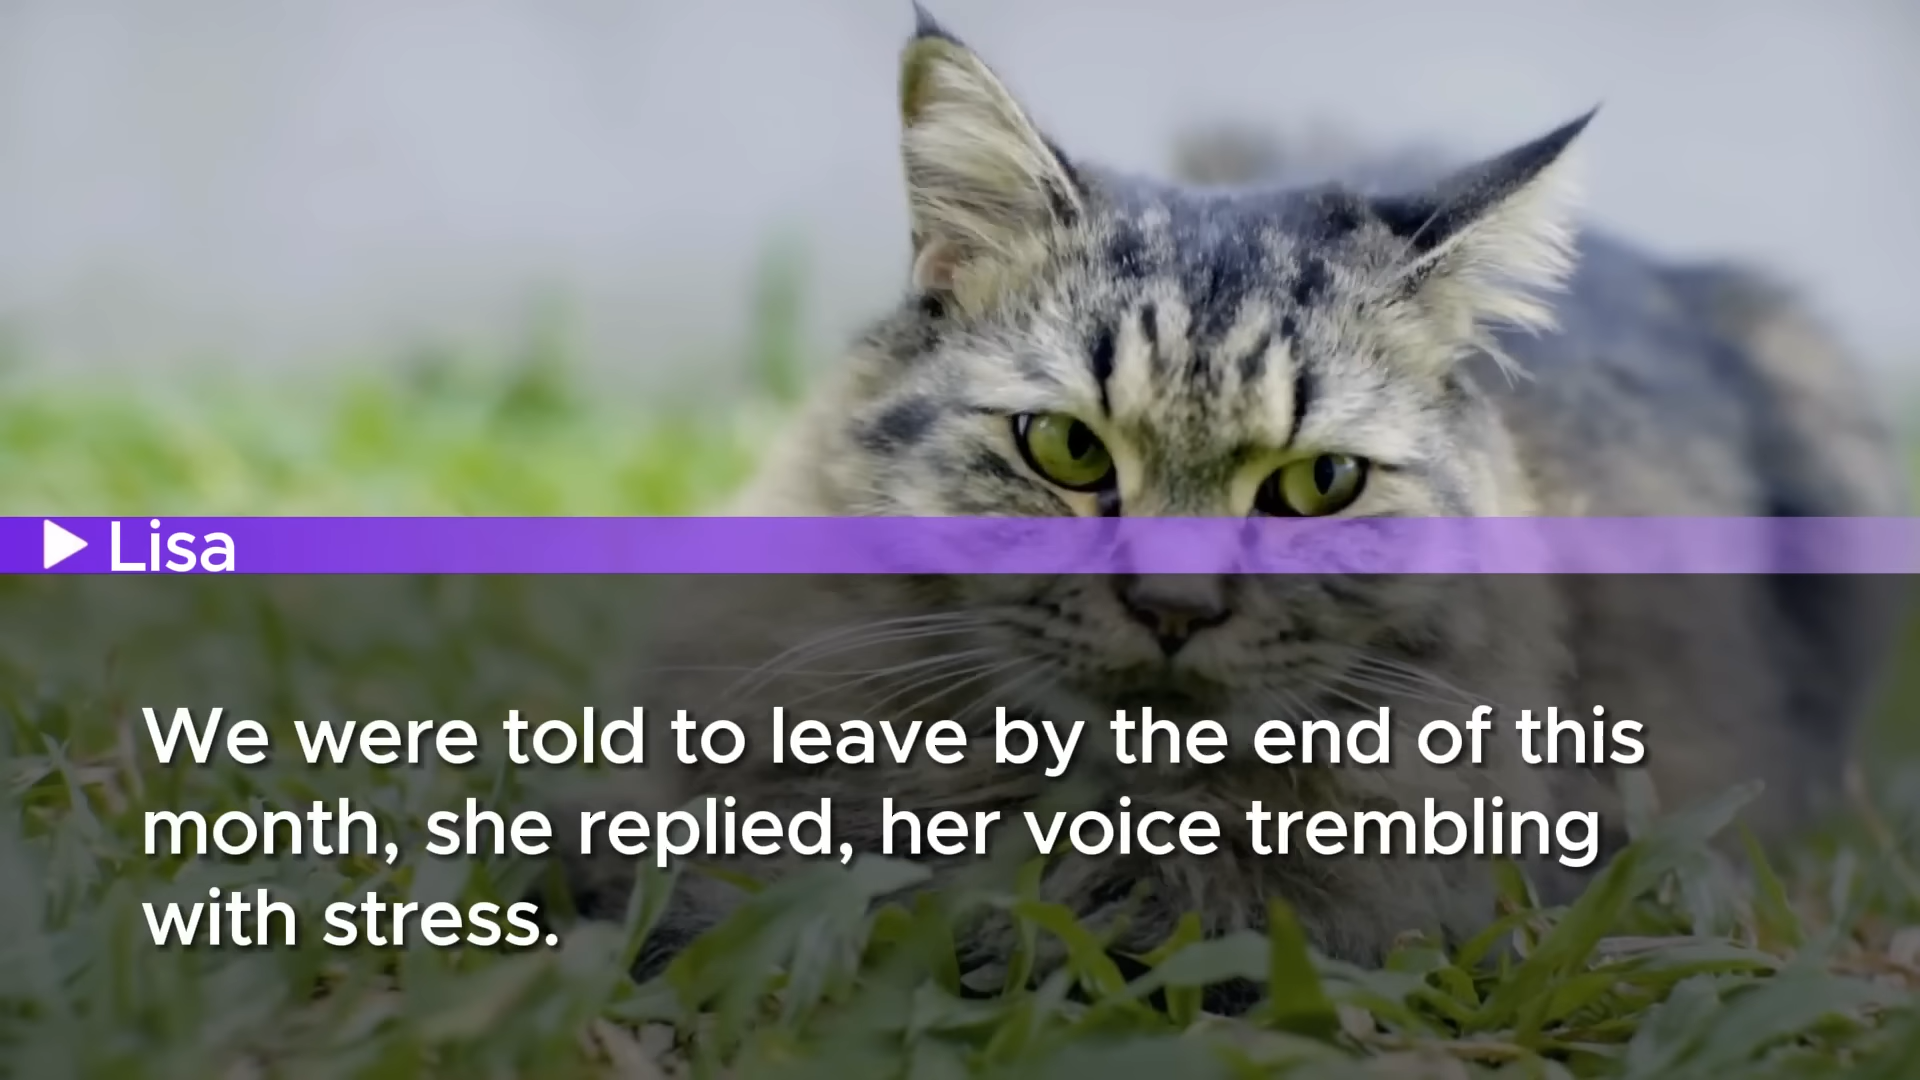 Lisa
We were told to leave by the end of this
month, she replied, her voice trembling
with stress.